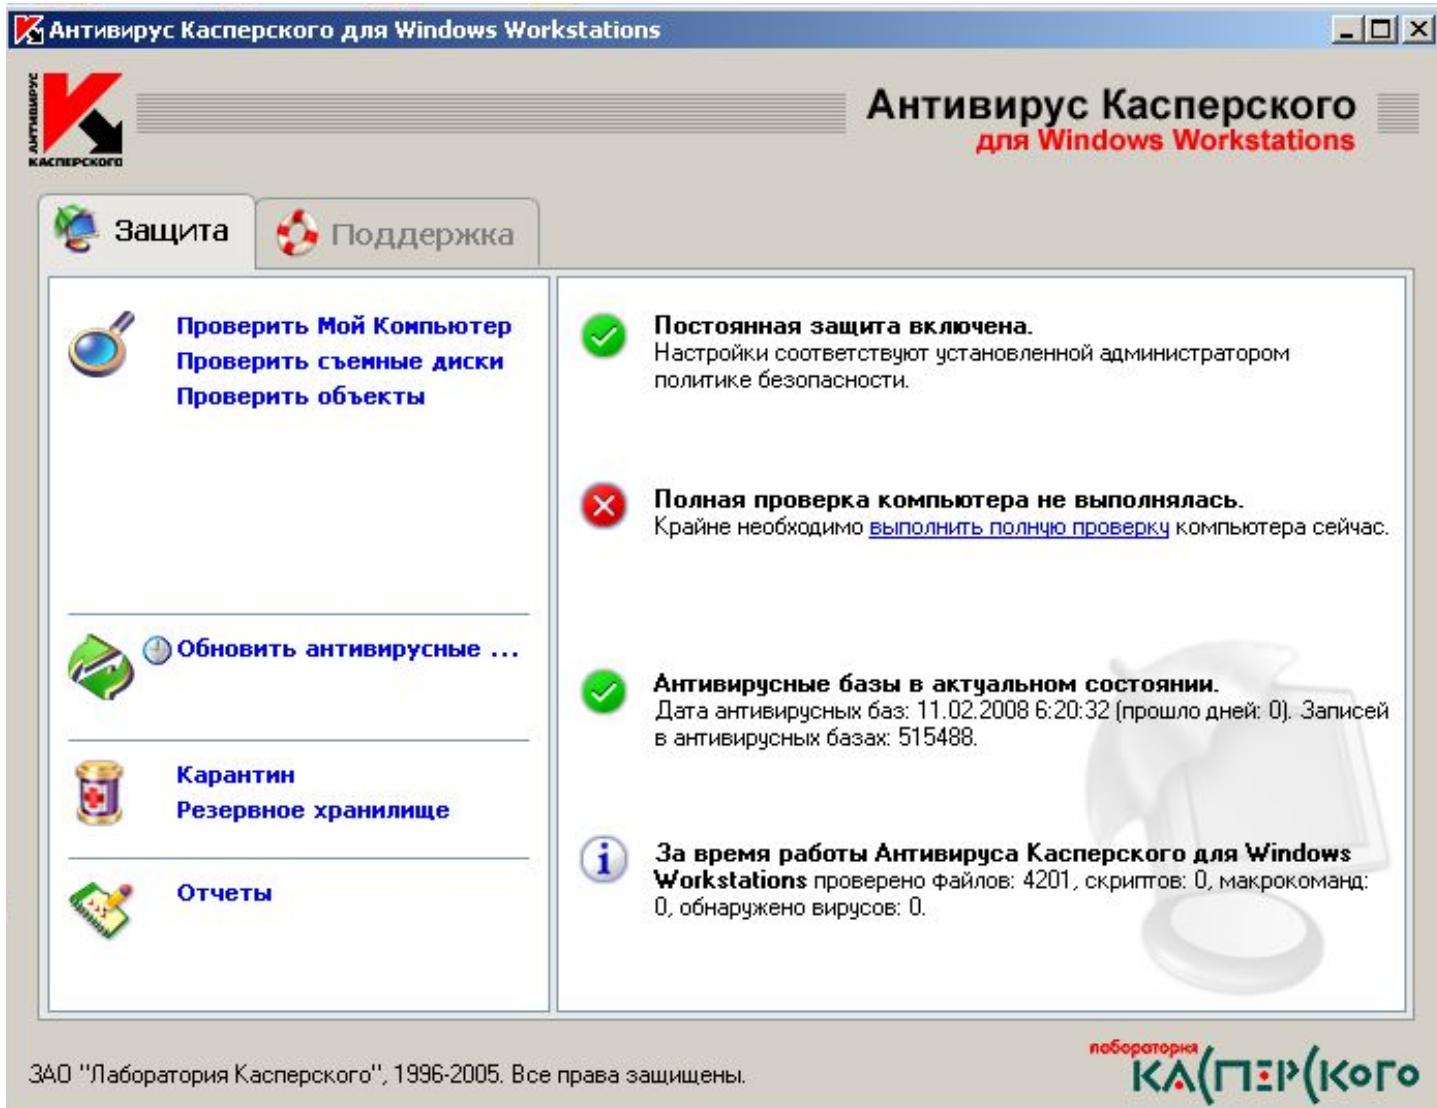 Антивирус Касперского для Windows Workstations
АНТИВИРУС
КАСПЕРСКОГО
Антивирус Касперского
для Windows Workstations
Защита
Поддержка
Проверить Мой Компьютер
Проверить съемные диски
Проверить объекты
Обновить антивирусные ...
Карантин
Резервное хранилище
Отчеты
Постоянная защита включена.
Настройки соответствуют установленной администратором
политике безопасности.
Полная проверка компьютера не выполнялась.
Крайне необходимо выполнить полную проверку компьютера сейчас.
Антивирусные базы в актуальном состоянии.
Дата антивирусных баз: 11.02.2008 6:20:32 (прошло дней: 0). Записей
в антивирусных базах: 515488.
За время работы Антивируса Касперского для Windows
Workstations проверено файлов: 4201, скриптов: 0, макрокоманд:
0, обнаружено вирусов: 0.
ЗАО "Лаборатория Касперского", 1996-2005. Все права защищены.
лаборатория
КАСПЕРСКОГО